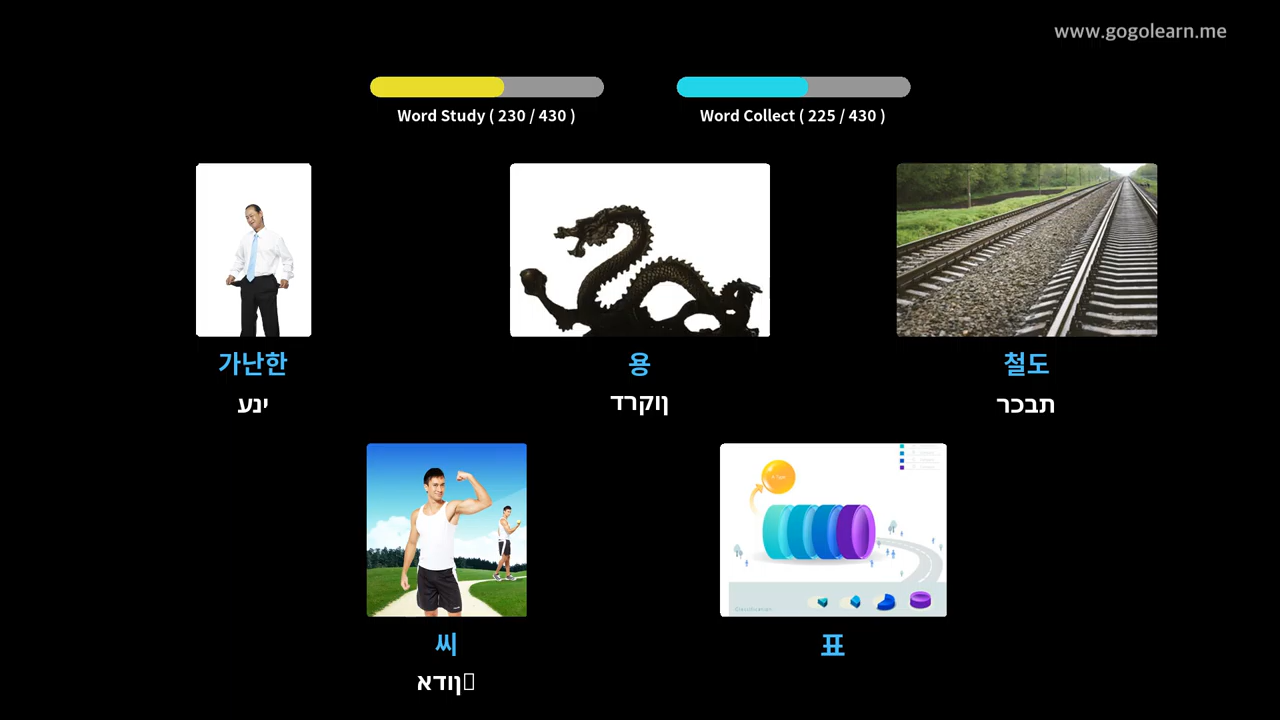 www.gogolearn.me
Word Study ( 230 / 430 )
Word Collect ( 225 / 430 )
가난한
용
철도
עני
דרקון
רכבת
씨
표
אדון